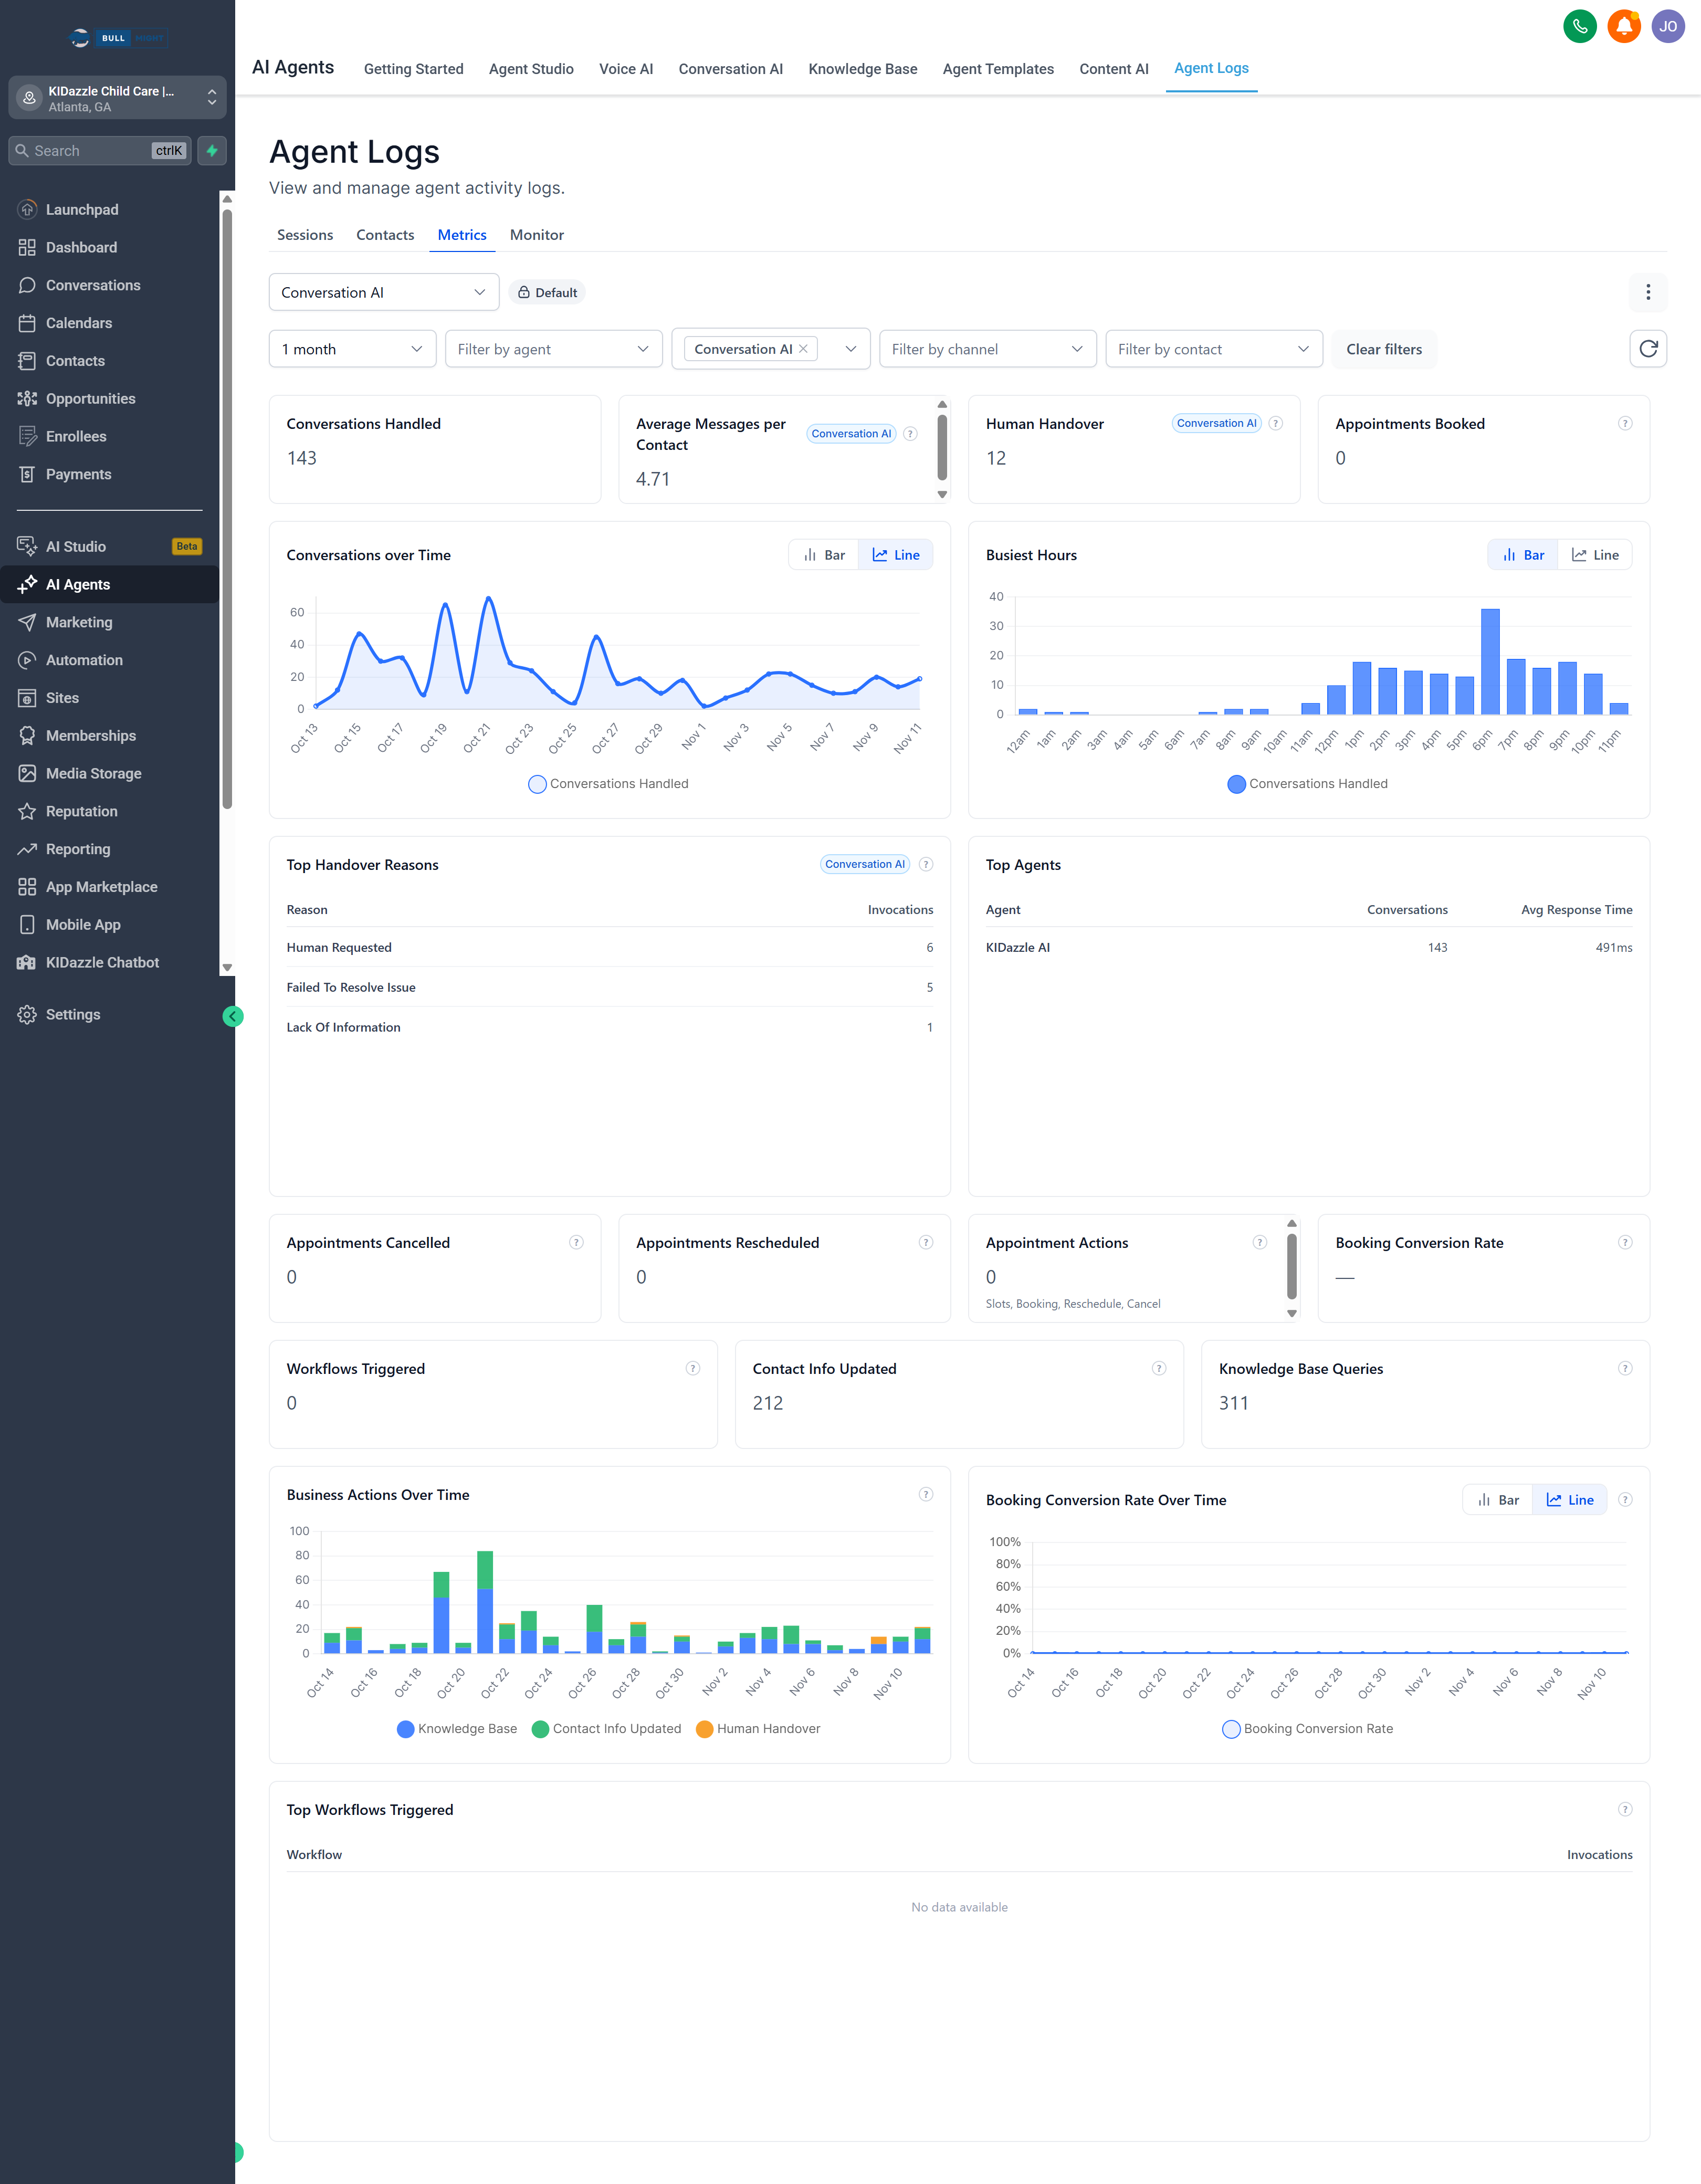 BULL
JO
AI Agents
Getting Started
Agent Studio
Voice AI
Conversation AI
Knowledge Base
Agent Templates
Content AI
Agent Logs
KIDazzle Child Care |...
Atlanta, GA
Search
ctrlK
Launchpad
Dashboard
Conversations
Calendars
Contacts
Opportunities
Enrollees
Payments
AI Studio
Beta
AI Agents
Marketing
Automation
Sites
Memberships
Media Storage
Reputation
Reporting
App Marketplace
Mobile App
KIDazzle Chatbot
Settings
Agent Logs
View and manage agent activity logs.
Sessions
Contacts
Metrics
Monitor
Conversation AI
Default
1 month
Filter by agent
Conversation AI
Filter by channel
Filter by contact
Clear filters
Conversations Handled
143
Average Messages per
Contact
Conversation AI
?
4.71
Human Handover
Conversation AI
?
12
Appointments Booked
?
0
Conversations over Time
Bar
Line
60
40
20
0
Oct 13
Oct 15
Oct 17
Oct 19
Oct 21
Oct 23
Oct 25
Oct 27
Oct 29
Nov 1
Nov 3
Nov 5
Nov 7
Nov 9
Nov 11
Conversations Handled
Busiest Hours
Bar
Line
40
30
20
10
0
12am
1am
2am
3am
4am
5am
6am
7am
8am
9am
10am
11am
12pm
1pm
2pm
3pm
4pm
5pm
6pm
7pm
8pm
9pm
10pm
11pm
Conversations Handled
Top Handover Reasons
Conversation AI
?
Reason
Invocations
Human Requested
6
Failed To Resolve Issue
5
Lack Of Information
1
Top Agents
Agent
Conversations
Avg Response Time
KIDazzle AI
143
491ms
Appointments Cancelled
?
0
Appointments Rescheduled
?
0
Appointment Actions
?
0
Slots, Booking, Reschedule, Cancel
Booking Conversion Rate
?
—
Workflows Triggered
?
0
Contact Info Updated
?
212
Knowledge Base Queries
?
311
Business Actions Over Time
?
100
80
60
40
20
0
Oct 14
Oct 16
Oct 18
Oct 20
Oct 22
Oct 24
Oct 26
Oct 28
Oct 30
Nov 2
Nov 4
Nov 6
Nov 8
Nov 10
Knowledge Base
Contact Info Updated
Human Handover
Booking Conversion Rate Over Time
Bar
Line
?
100%
80%
60%
40%
20%
0%
Oct 14
Oct 16
Oct 18
Oct 20
Oct 22
Oct 24
Oct 26
Oct 28
Oct 30
Nov 2
Nov 4
Nov 6
Nov 8
Nov 10
Booking Conversion Rate
Top Workflows Triggered
?
Workflow
Invocations
No data available